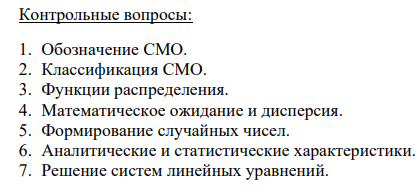 Контрольные вопросы:
1. Обозначение СМО.
2. Классификация СМО.
3. Функции распределения.
4. Математическое ожидание и дисперсия.
5. Формирование случайных чисел.
6. Аналитические и статистические характеристики.
7. Решение систем линейных уравнений.